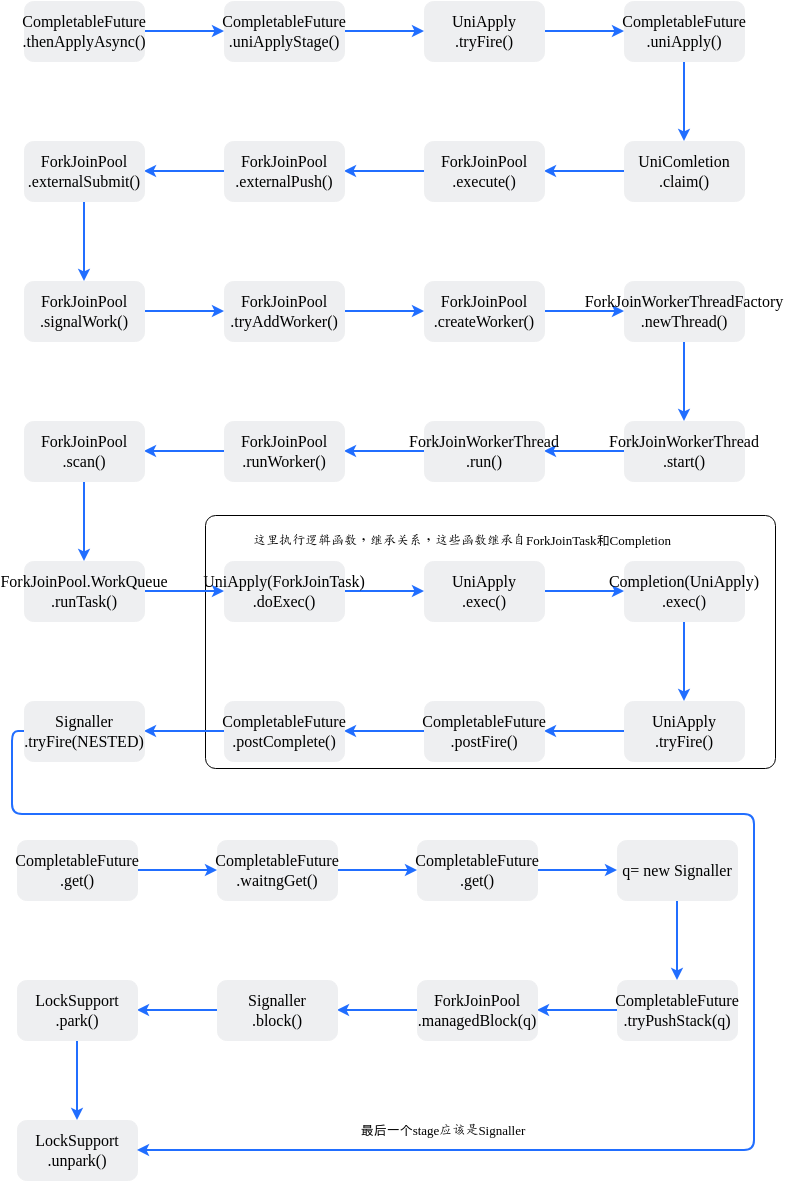 CompletableFuture
.thenApplyAsync()
CompletableFuture
.uniApplyStage()
UniApply
.tryFire()
CompletableFuture
.uniApply()
ForkJoinPool
.externalSubmit()
ForkJoinPool
.externalPush()
ForkJoinPool
.execute()
UniComletion
.claim()
ForkJoinPool
.signalWork()
ForkJoinPool
.tryAddWorker()
ForkJoinPool
.createWorker()
ForkJoinWorkerThreadFactory
.newThread()
ForkJoinPool
.scan()
ForkJoinPool
.runWorker()
ForkJoinWorkerThread
.run()
ForkJoinWorkerThread
.start()
这里执行逻辑函数，继承关系，这些函数继承自ForkJoinTask和Completion
ForkJoinPool.WorkQueue
.runTask()
UniApply(ForkJoinTask)
.doExec()
UniApply
.exec()
Completion(UniApply)
.exec()
Signaller
.tryFire(NESTED)
CompletableFuture
.postComplete()
CompletableFuture
.postFire()
UniApply
.tryFire()
CompletableFuture
.get()
CompletableFuture
.waitngGet()
CompletableFuture
.get()
q= new Signaller
LockSupport
.park()
Signaller
.block()
ForkJoinPool
.managedBlock(q)
CompletableFuture
.tryPushStack(q)
LockSupport
.unpark()
最后一个stage应该是Signaller